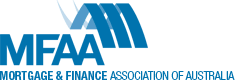 MFAA
MORTGAGE & FINANCE ASSOCIATION OF AUSTRALIA